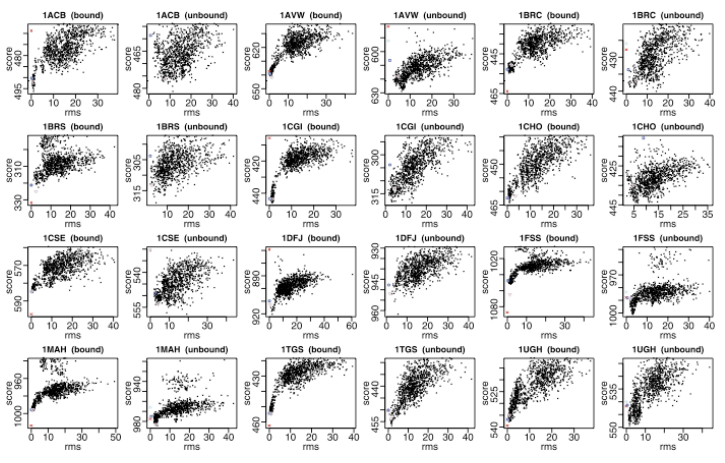 1ACB (bound) 1ACB (unbound) 1AVW (bound) 1AVW (unbound) 1BRC (bound) 1BRC (unbound)
score 480 495 score 465 480 score 620 650 score 600 630 score 445 465 score 430 440
0 10 20 30 0 10 20 30 40 0 10 20 30 0 10 20 30 40 0 10 20 30 40 0 10 20 30 40
rms rms rms rms rms rms
1BRS (bound) 1BRS (unbound) 1CGI (bound) 1CGI (unbound) 1CHO (bound) 1CHO (unbound)
score 310 330 score 305 315 score 420 440 score 300 315 score 450 465 score 425 445
0 10 20 30 40 10 20 30 40 0 10 20 30 0 10 20 30 40 0 10 20 30 40 5 15 25 35
rms rms rms rms rms rms
1CSE (bound) 1CSE (unbound) 1DFJ (bound) 1DFJ (unbound) 1FSS (bound) 1FSS (unbound)
score 570 590 score 540 555 score 890 920 score 930 945 960 score 1020 1080 score 970 1000
0 10 20 30 40 0 10 30 0 20 40 60 0 10 20 30 40 0 10 30 0 10 20 30 40
rms rms rms rms rms rms
1MAH (bound) 1MAH (unbound) 1TGS (bound) 1TGS (unbound) 1UGH (bound) 1UGH (unbound)
score 960 1000 score 940 980 score 430 460 score 440 455 score 525 540 score 535 550
0 10 20 30 50 0 10 20 30 40 0 10 20 30 0 10 20 30 40 0 10 20 30 0 10 20 30 40
rms rms rms rms rms rms